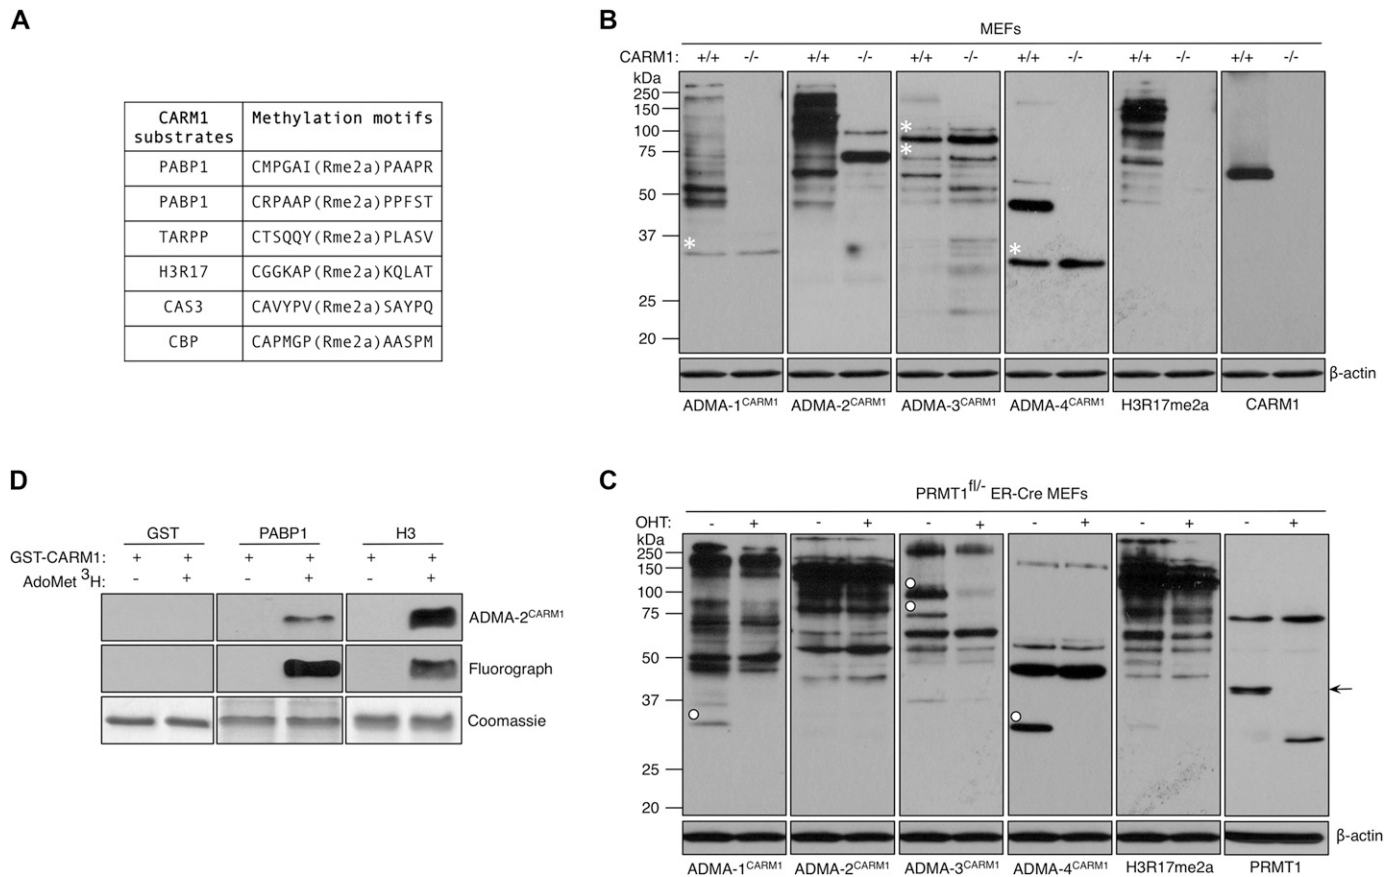 A
CARM1 substrates Methylation motifs
PABP1 CMPGAI(Rme2a)PAAPR
PABP1 CRPAAP(Rme2a)PPFST
TARPP CTSQQY(Rme2a)PLASV
H3R17 CGGKAP(Rme2a)KQLAT
CAS3 CAVYPV(Rme2a)SAYPQ
CBP CAPMGP(Rme2a)AASPM
B
MEFs
CARM1: +/+ -/- +/+ -/- +/+ -/- +/+ -/- +/+ -/- +/+ -/-
kDa
250
150
100
75
50
37
25
20
*
*
*
*
β-actin
ADMA-1CARM1 ADMA-2CARM1 ADMA-3CARM1 ADMA-4CARM1 H3R17me2a CARM1
D
GST PABP1 H3
GST-CARM1: + + + + + +
AdoMet 3H: - + - + - +
ADMA-2CARM1
Fluorograph
Coomassie
C
PRMT1fl/- ER-Cre MEFs
OHT: - + - + - + - + - + - +
kDa
250
150
100
75
50
37
25
20
β-actin
ADMA-1CARM1 ADMA-2CARM1 ADMA-3CARM1 ADMA-4CARM1 H3R17me2a PRMT1